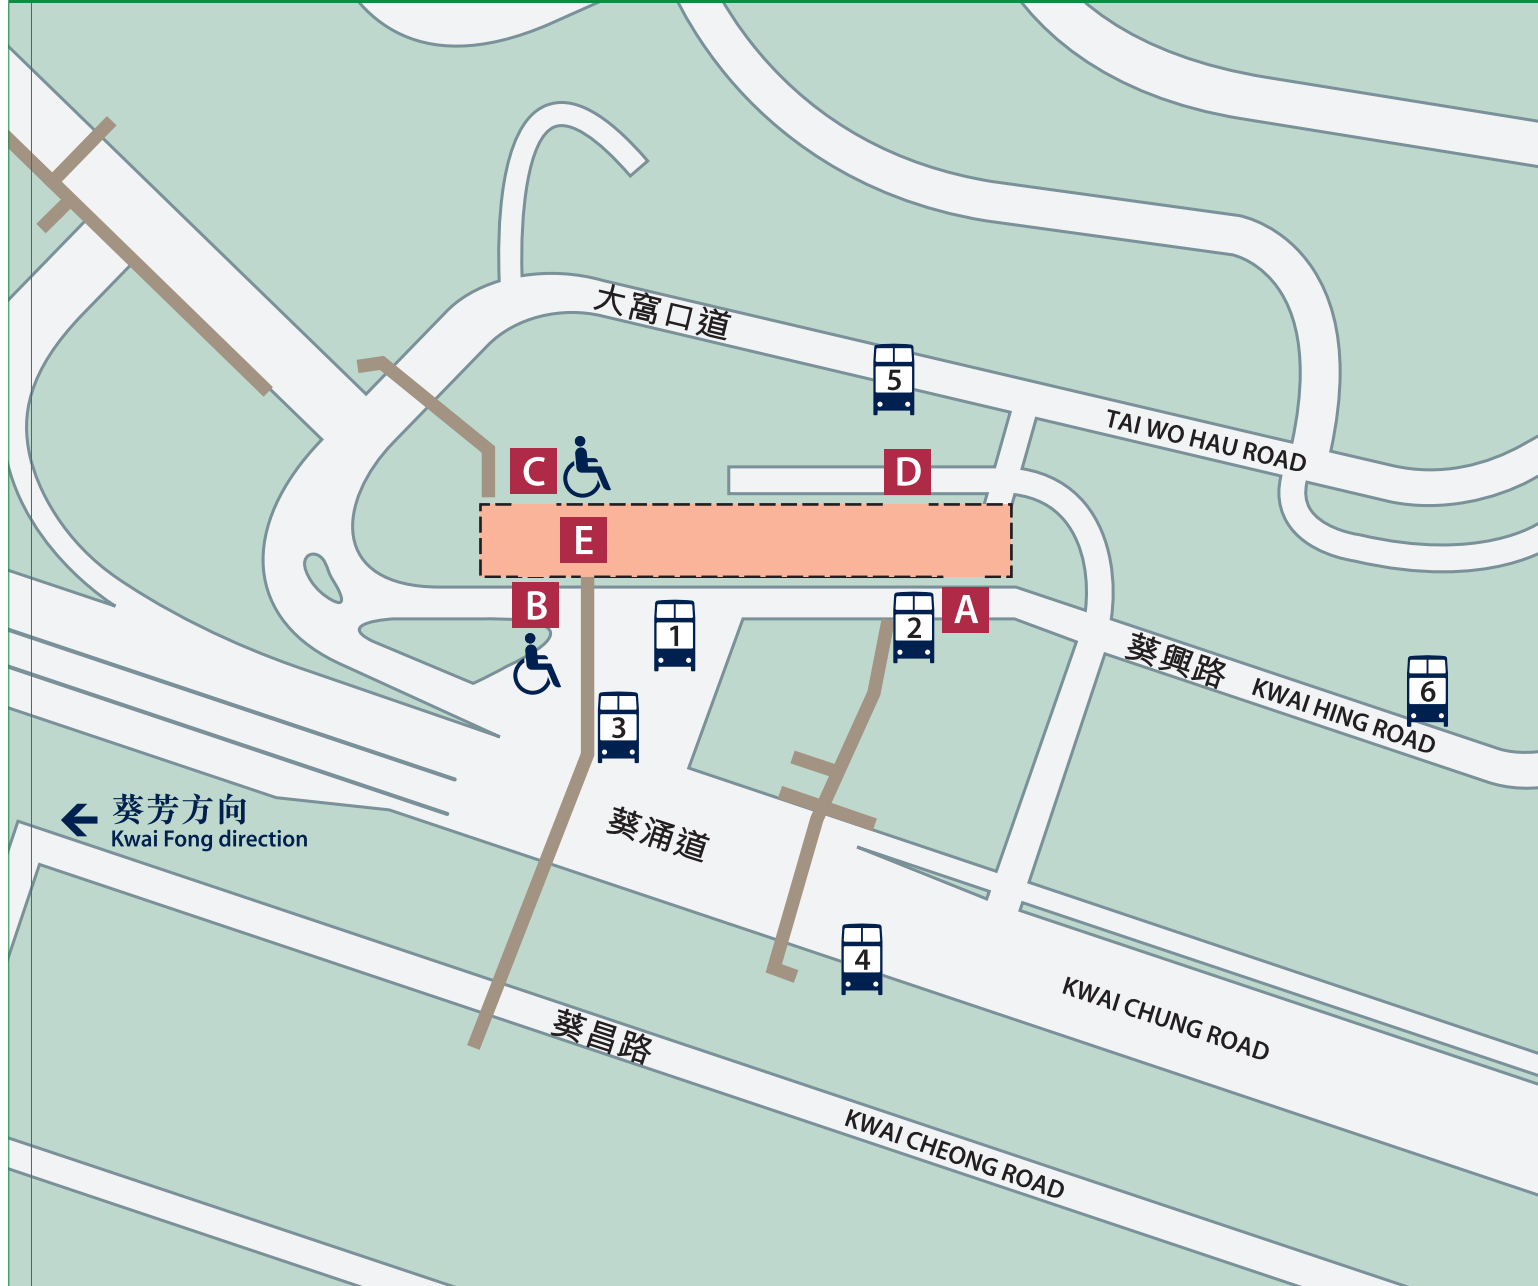 大窩口道
5
TAI WO HAU ROAD
C
D
E
B
A
1
2
葵興路
KWAI HING ROAD
6
3
葵芳方向
Kwai Fong direction
葵涌道
4
KWAI CHUNG ROAD
葵昌路
KWAI CHEONG ROAD